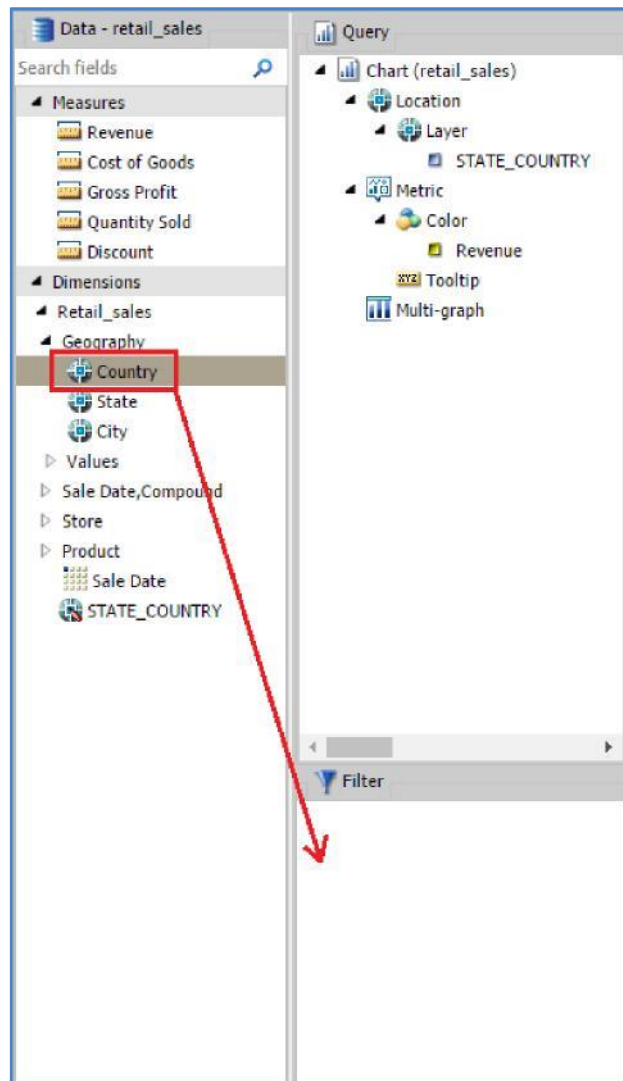 Data - retail_sales
Search fields
Measures
Revenue
Cost of Goods
Gross Profit
Quantity Sold
Discount
Dimensions
Retail_sales
Geography
Country
State
City
Values
Sale Date,Compound
Store
Product
Sale Date
STATE_COUNTRY
Query
Chart (retail_sales)
Location
Layer
STATE_COUNTRY
Metric
Color
Revenue
XYZ Tooltip
Multi-graph
Filter